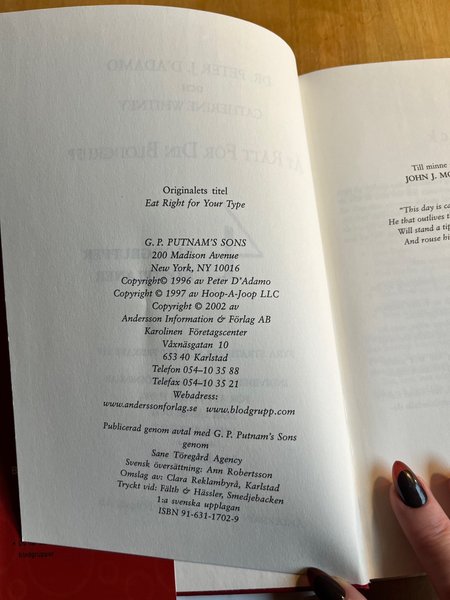 Originalets titel
Eat Right for Your Type
G. P. PUTNAM'S SONS
200 Madison Avenue
New York, NY 10016
Copyright© 1996 av Peter D'Adamo
Copyright © 1997 av Hoop-A-Joop LLC
Copyright © 2002 av
Andersson Information & Förlag AB
Karolinen Företagscenter
Våxnäsgatan 10
653 40 Karlstad
Telefon 054-10 35 88
Telefax 054-10 35 21
Webadress:
www.anderssonforlag.se www.blodgrupp.com
Publicerad genom avtal med G. P. Putnam's Sons
genom
Sane Töregård Agency
Svensk översättning: Ann Robertsson
Omslag av: Clara Reklambyrå, Karlstad
Tryckt vid: Fälth & Hässler, Smedjebacken
1:a svenska upplagan
ISBN 91-631-1702-9
Till minne
JOHN J. MO
"This day is ca
He that outlives t
Will stand a tip
And rouse hi